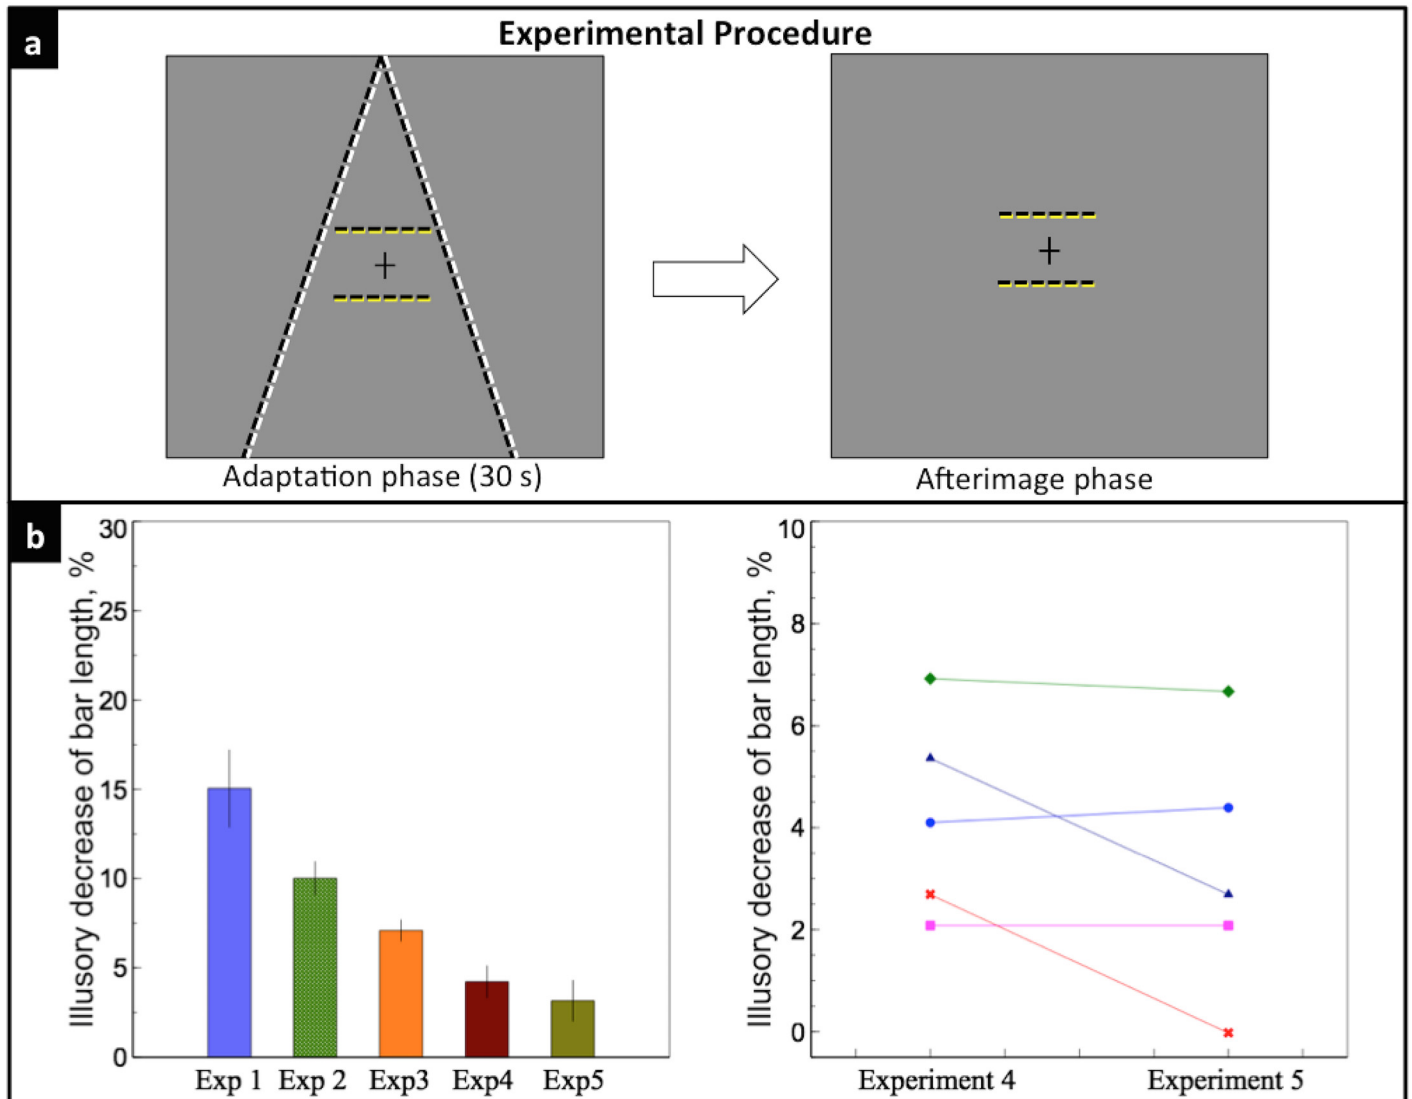 a
Experimental Procedure
Adaptation phase (30 s)
Afterimage phase
b
Illusory decrease of bar length, %
30
25
20
15
10
5
0
Exp 1 Exp 2 Exp3 Exp4 Exp5
Illusory decrease of bar length, %
10
8
6
4
2
0
Experiment 4 Experiment 5